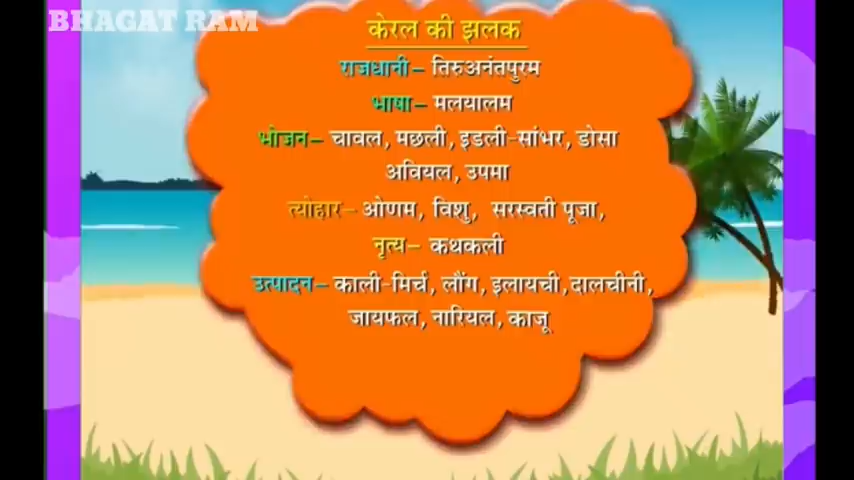 BHAGAT RAM
केरल की झलक
राजधानी– तिरुअनंतपुरम
भाषा– मलयालम
भोजन– चावल, मछली, इडली-सांभर, डोसा
अवियल, उपमा
त्योहार– ओणम, विशु, सरस्वती पूजा,
नृत्य– कथकली
उत्पादन– काली-मिर्च, लौंग, इलायची,दालचीनी,
जायफल, नारियल, काजू